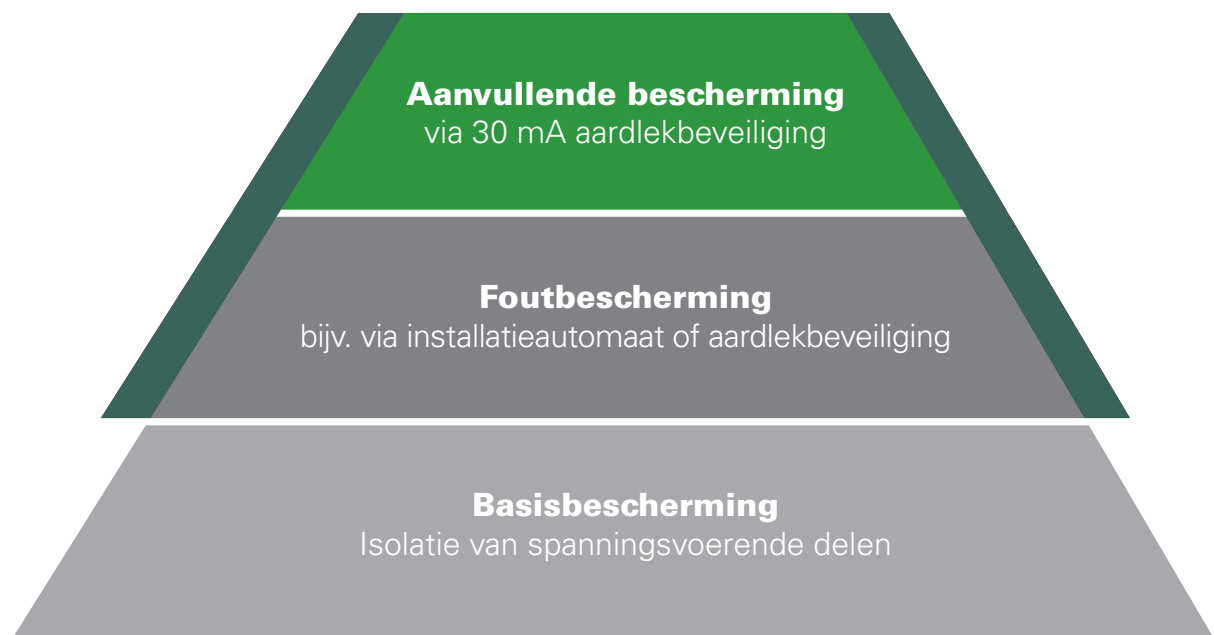 Aanvullende bescherming
via 30 mA aardlekbeveiliging
Foutbescherming
bijv. via installatieautomaat of aardlekbeveiliging
Basisbescherming
Isolatie van spanningsvoerende delen